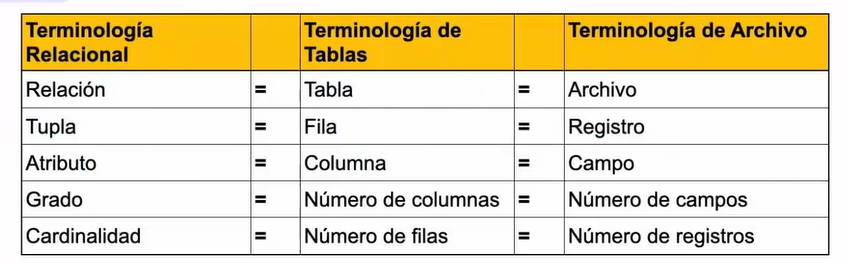 Terminología Relacional Terminología de Tablas Terminología de Archivo
Relación = Tabla = Archivo
Tupla = Fila = Registro
Atributo = Columna = Campo
Grado = Número de columnas = Número de campos
Cardinalidad = Número de filas = Número de registros